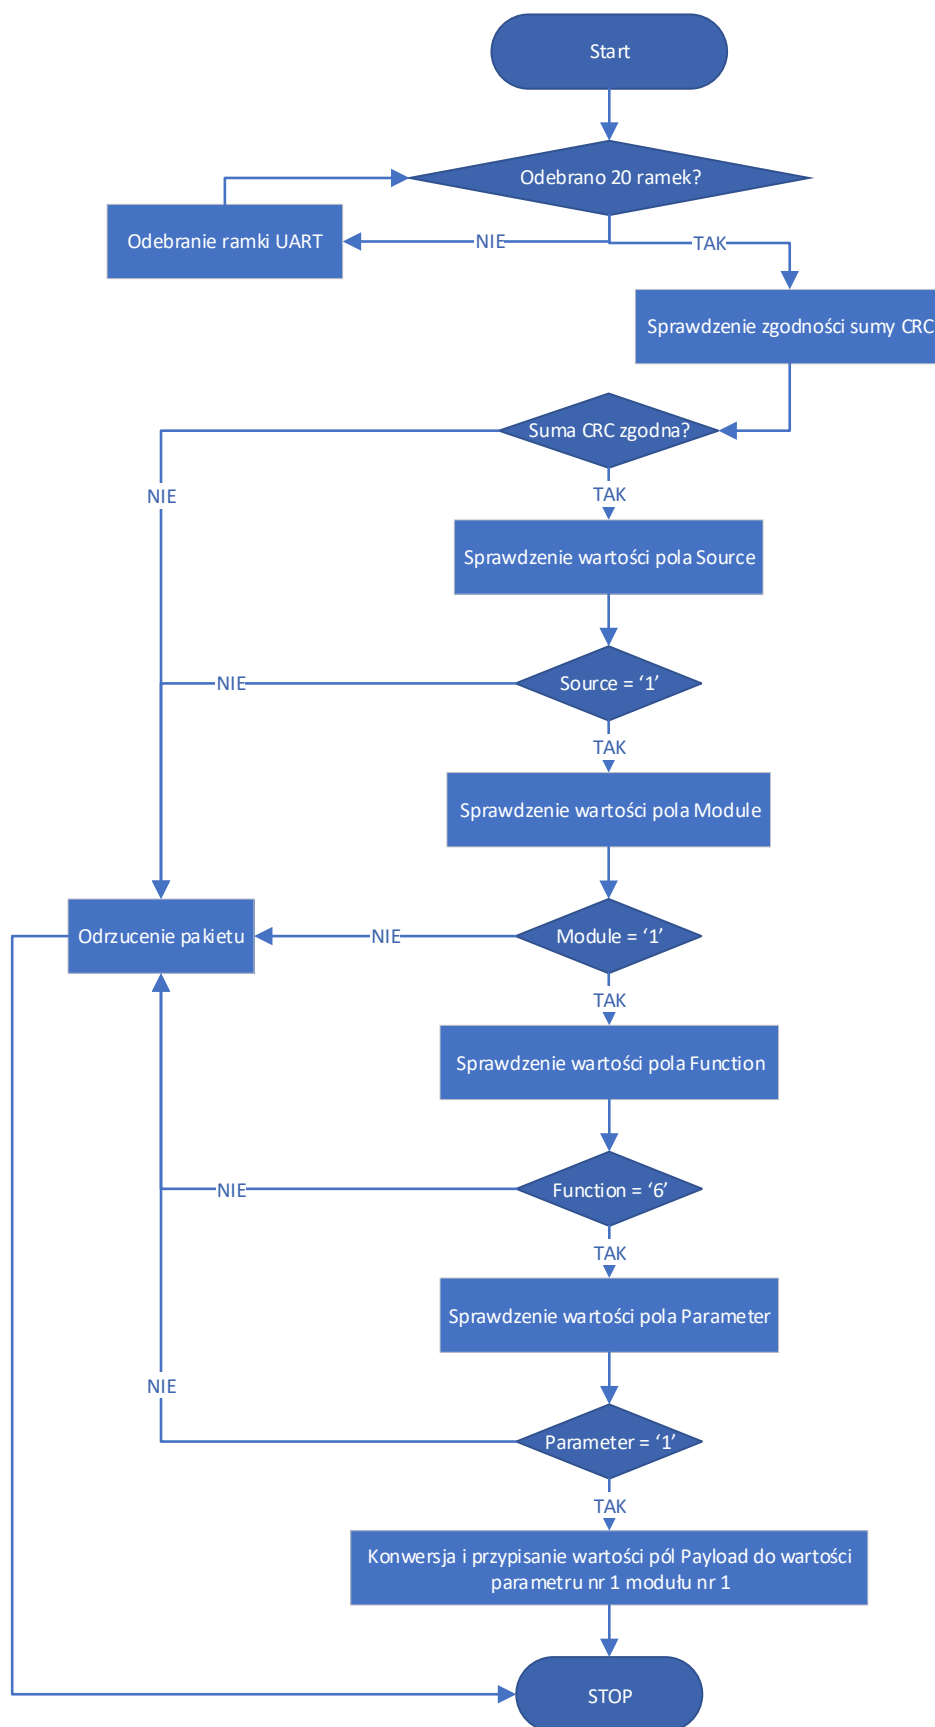 Start
Odebrano 20 ramek?
Odebranie ramki UART
NIE
TAK
Sprawdzenie zgodności sumy CRC
Suma CRC zgodna?
NIE
TAK
Sprawdzenie wartości pola Source
Source = ‘1’
NIE
TAK
Sprawdzenie wartości pola Module
Module = ‘1’
NIE
Odrzucenie pakietu
TAK
Sprawdzenie wartości pola Function
Function = ‘6’
NIE
TAK
Sprawdzenie wartości pola Parameter
NIE
Parameter = ‘1’
TAK
Konwersja i przypisanie wartości pól Payload do wartości
parametru nr 1 modułu nr 1
STOP